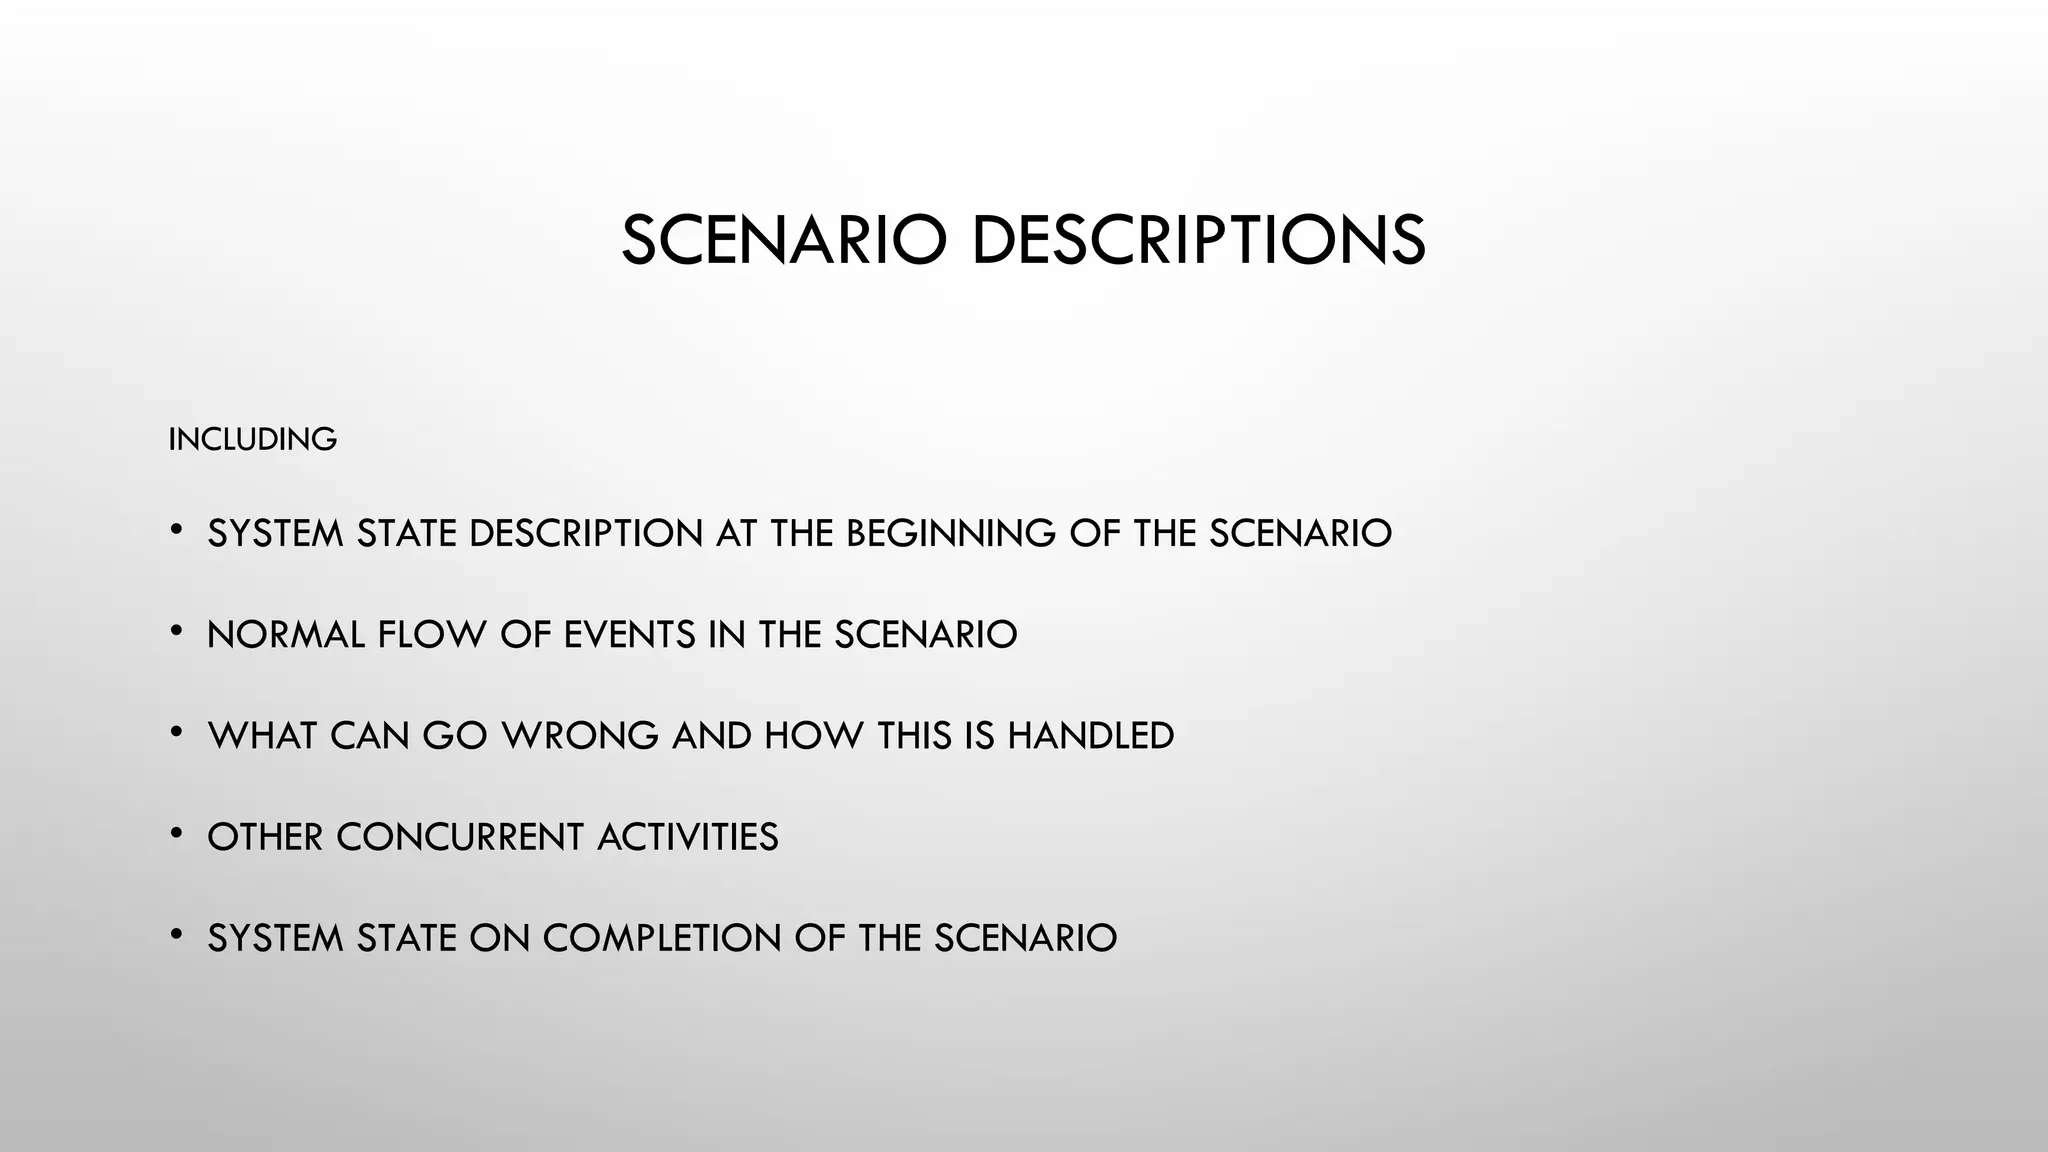 SCENARIO DESCRIPTIONS
INCLUDING
• SYSTEM STATE DESCRIPTION AT THE BEGINNING OF THE SCENARIO
• NORMAL FLOW OF EVENTS IN THE SCENARIO
• WHAT CAN GO WRONG AND HOW THIS IS HANDLED
• OTHER CONCURRENT ACTIVITIES
• SYSTEM STATE ON COMPLETION OF THE SCENARIO